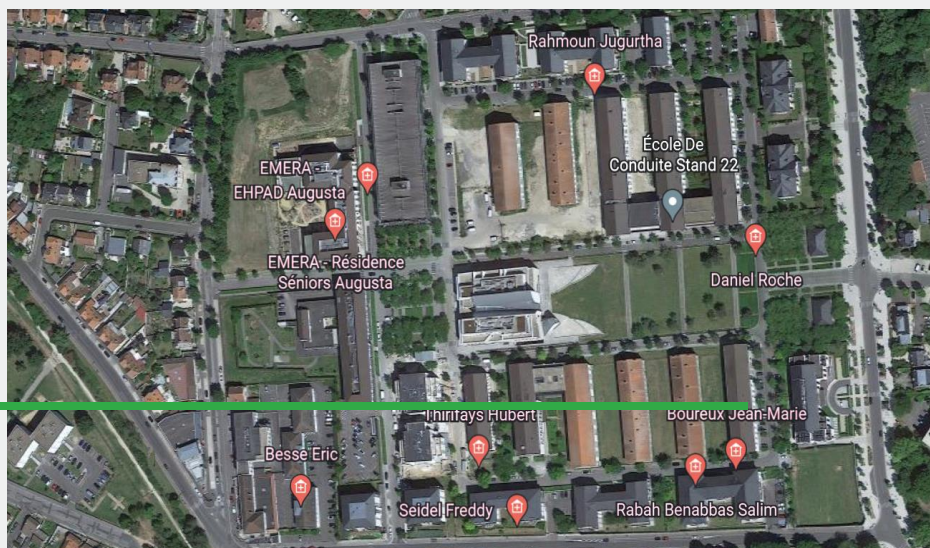 Rahmoun Jugurtha
École De
Conduite Stand 22
EMERA -
EHPAD Augusta
EMERA - Résidence
Séniors Augusta
Daniel Roche
Thirifays Hubert
Boureux Jean-Marie
Besse Eric
Seidel Freddy
Rabah Benabbas Salim